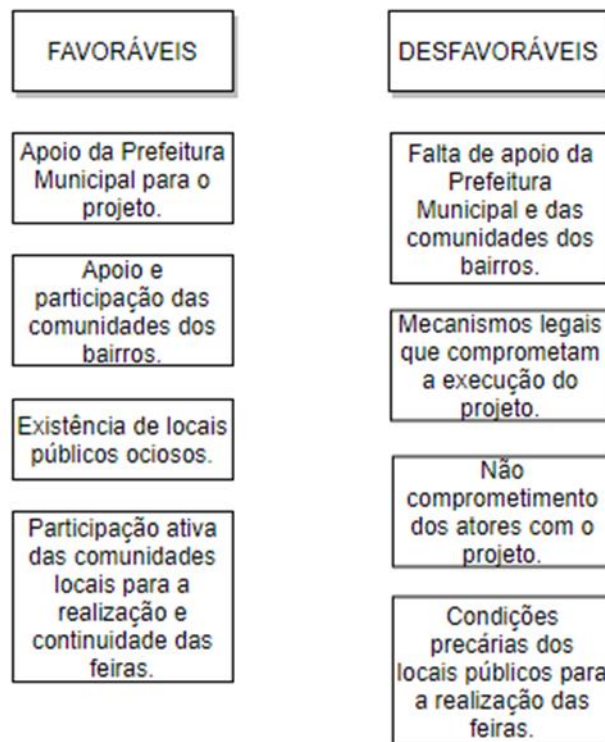 FAVORÁVEIS
Apoio da Prefeitura
Municipal para o
projeto.
Apoio e
participação das
comunidades dos
bairros.
Existência de locais
públicos ociosos.
Participação ativa
das comunidades
locais para a
realização e
continuidade das
feiras.
DESFAVORÁVEIS
Falta de apoio da
Prefeitura
Municipal e das
comunidades dos
bairros.
Mecanismos legais
que comprometam
a execução do
projeto.
Não
comprometimento
dos atores com o
projeto.
Condições
precárias dos
locais públicos para
a realização das
feiras.